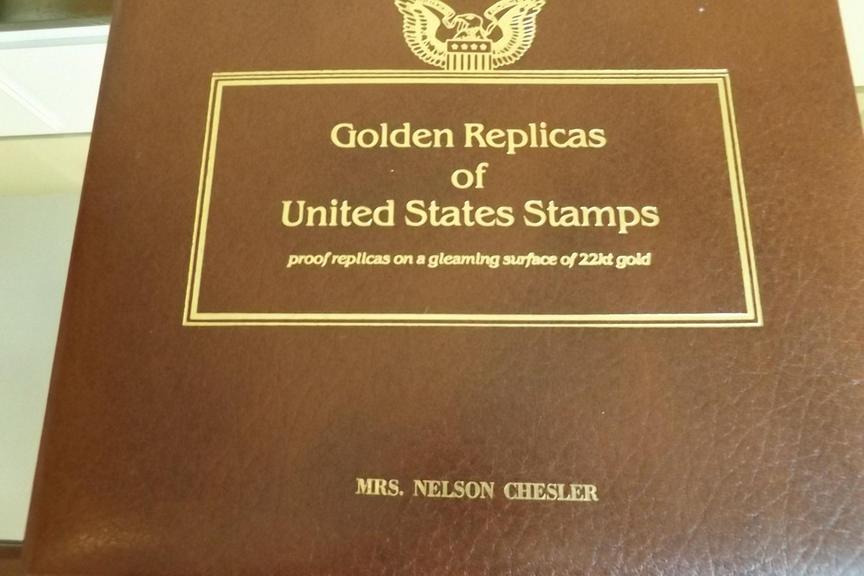 Golden Replicas
of
United States Stamps
proof replicas on a gleaming surface of 22kt gold
MRS. NELSON CHESLER